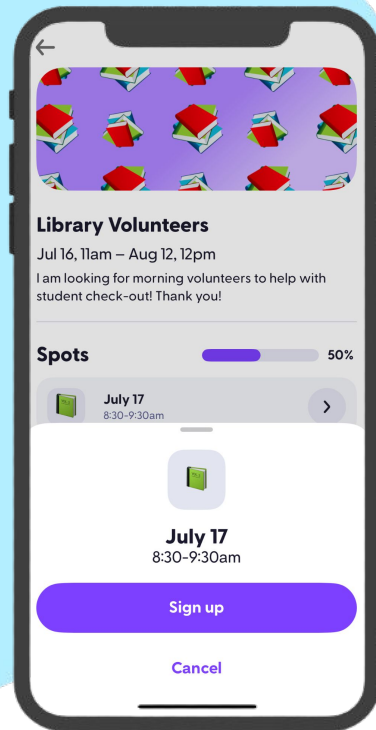 Library Volunteers
Jul 16, 11am – Aug 12, 12pm
I am looking for morning volunteers to help with
student check-out! Thank you!
Spots
50%
July 17
8:30-9:30am
July 17
8:30-9:30am
Sign up
Cancel